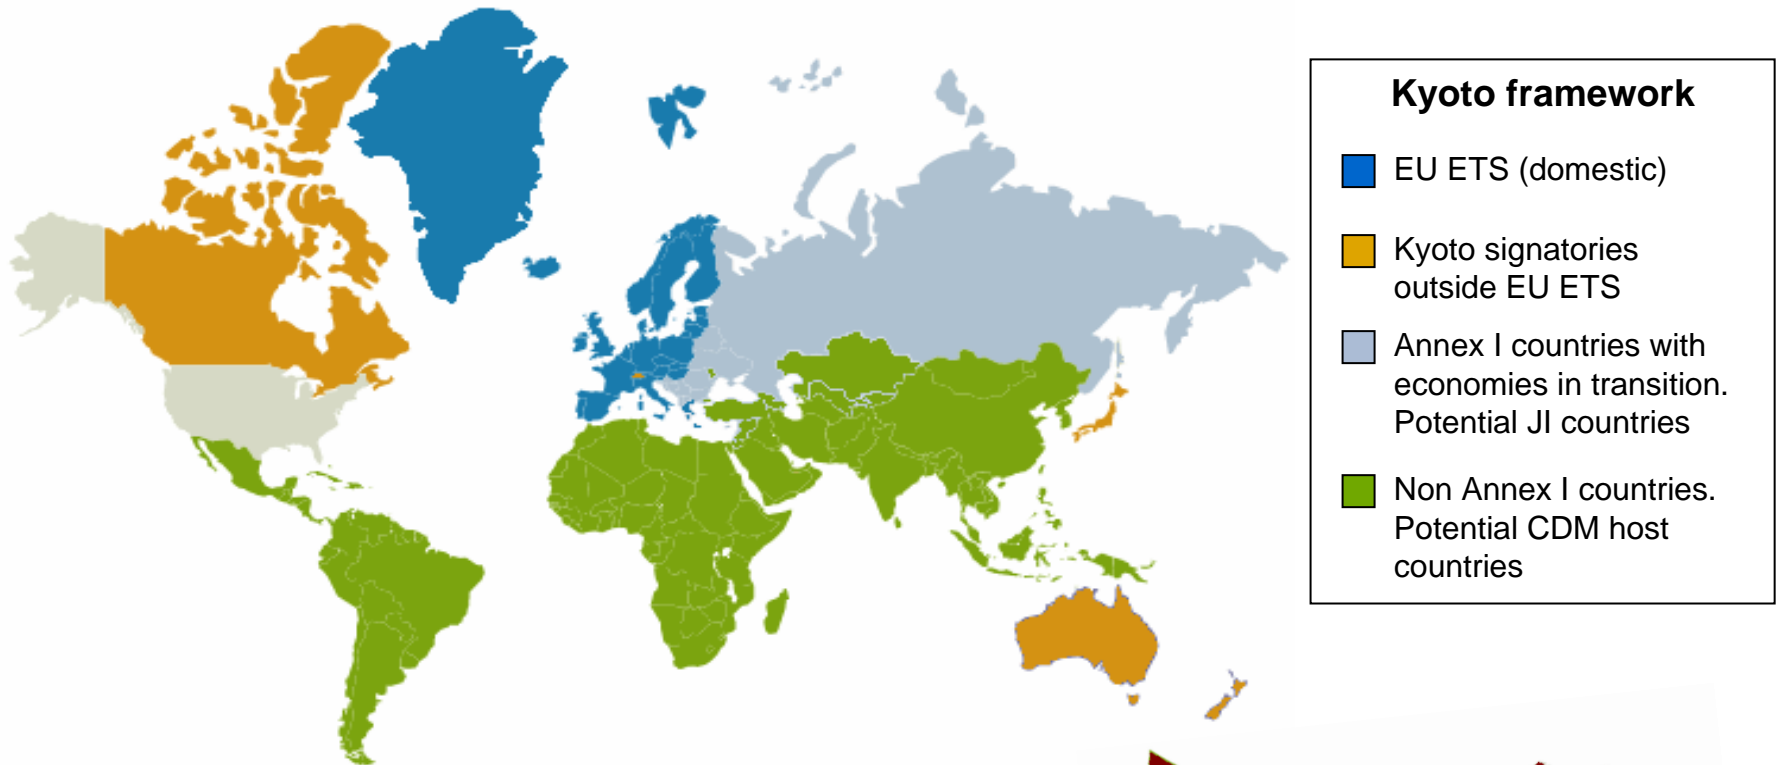 Kyoto framework
EU ETS (domestic)
Kyoto signatories
outside EU ETS
Annex I countries with
economies in transition.
Potential JI countries
Non Annex I countries.
Potential CDM host
countries